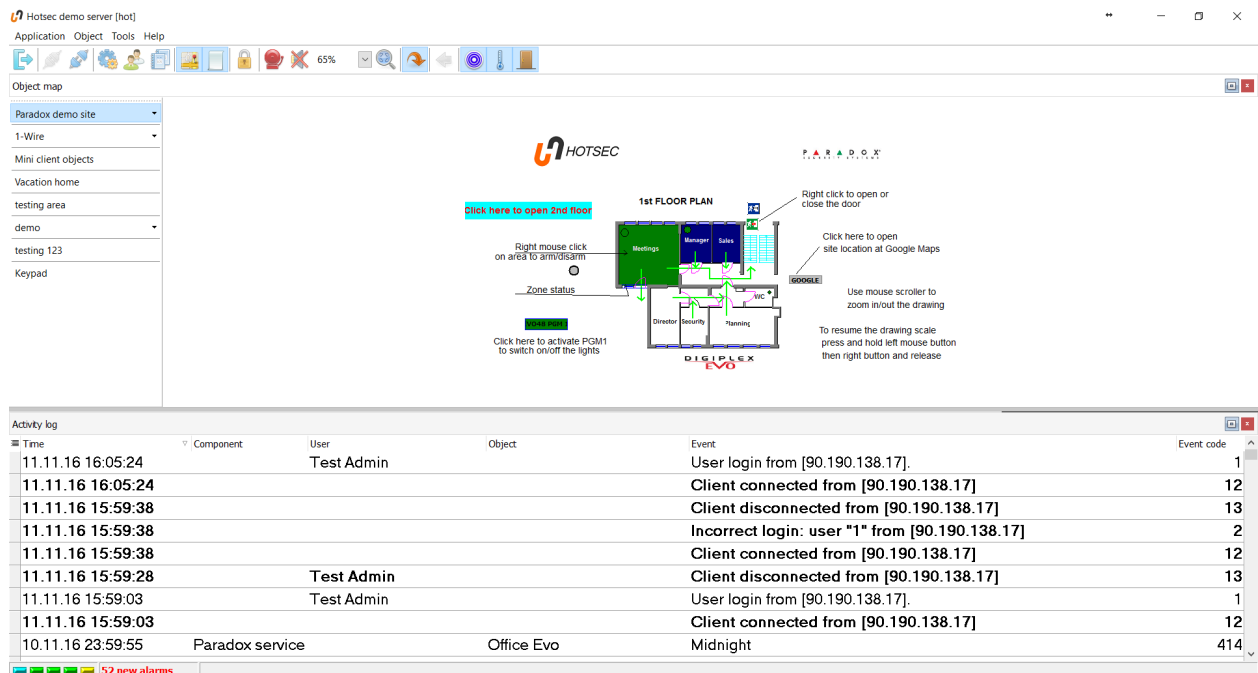 Hotsec demo server [hot]
Application Object Tools Help
65%
Object map
Paradox demo site
1-Wire
Mini client objects
Vacation home
testing area
demo
testing 123
Keypad
HOTSEC
PARADOX
SECURITY SYSTEMS
Click here to open 2nd floor
1st FLOOR PLAN
Right click to open or
close the door
Right mouse click
on area to arm/disarm
Zone status
Meetings
Manager
Sales
Click here to open
site location at Google Maps
GOOGLE
Use mouse scroller to
zoom in/out the drawing
WC
Director
Security
Planning
PGM
Click here to activate PGM1
to switch on/off the lights
To resume the drawing scale
press and hold left mouse button
then right button and release
DIGIPLEX
EVO
Activity log
Time Component User Object Event Event code
11.11.16 16:05:24 Test Admin User login from [90.190.138.17]. 1
11.11.16 16:05:24 Client connected from [90.190.138.17] 12
11.11.16 15:59:38 Client disconnected from [90.190.138.17] 13
11.11.16 15:59:38 Incorrect login: user "1" from [90.190.138.17] 2
11.11.16 15:59:38 Client connected from [90.190.138.17] 12
11.11.16 15:59:28 Test Admin Client disconnected from [90.190.138.17] 13
11.11.16 15:59:03 Test Admin User login from [90.190.138.17]. 1
11.11.16 15:59:03 Client connected from [90.190.138.17] 12
10.11.16 23:59:55 Paradox service Office Evo Midnight 414
52 new alarms